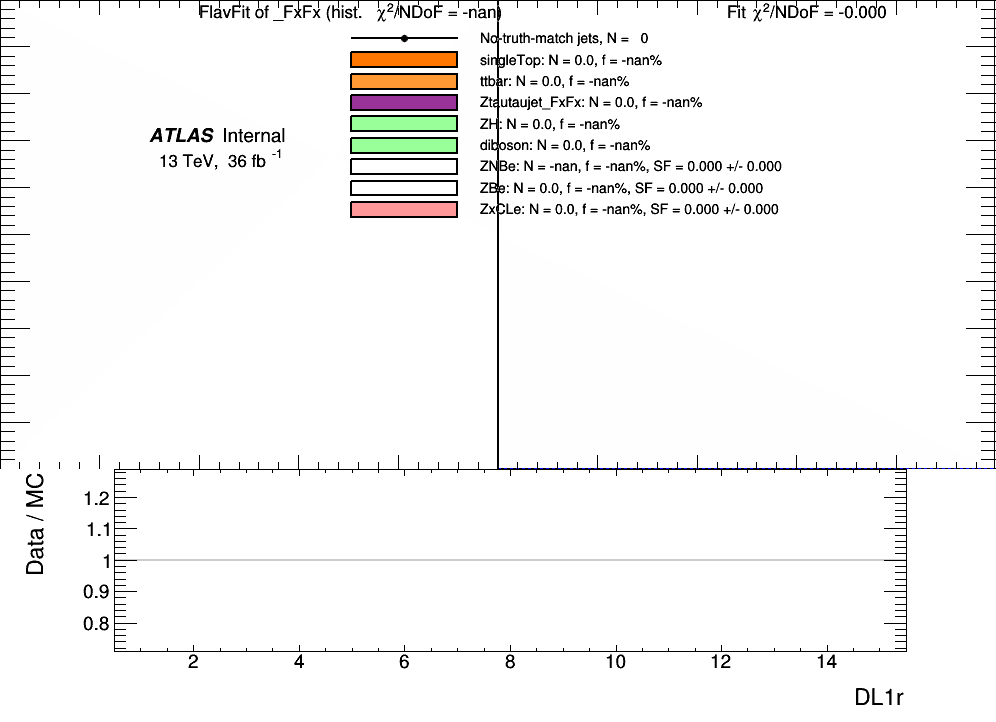 FlavFit of _FxFx (hist. χ²/NDoF = -nan)
Fit χ²/NDoF = -0.000
No-truth-match jets, N = 0
singleTop: N = 0.0, f = -nan%
ttbar: N = 0.0, f = -nan%
Ztautaujet_FxFx: N = 0.0, f = -nan%
ZH: N = 0.0, f = -nan%
diboson: N = 0.0, f = -nan%
ZNBe: N = -nan, f = -nan%, SF = 0.000 +/- 0.000
ZBe: N = 0.0, f = -nan%, SF = 0.000 +/- 0.000
ZxCLe: N = 0.0, f = -nan%, SF = 0.000 +/- 0.000
ATLAS Internal
13 TeV, 36 fb⁻¹
Data / MC
1.2
1.1
1
0.9
0.8
2 4 6 8 10 12 14
DL1r